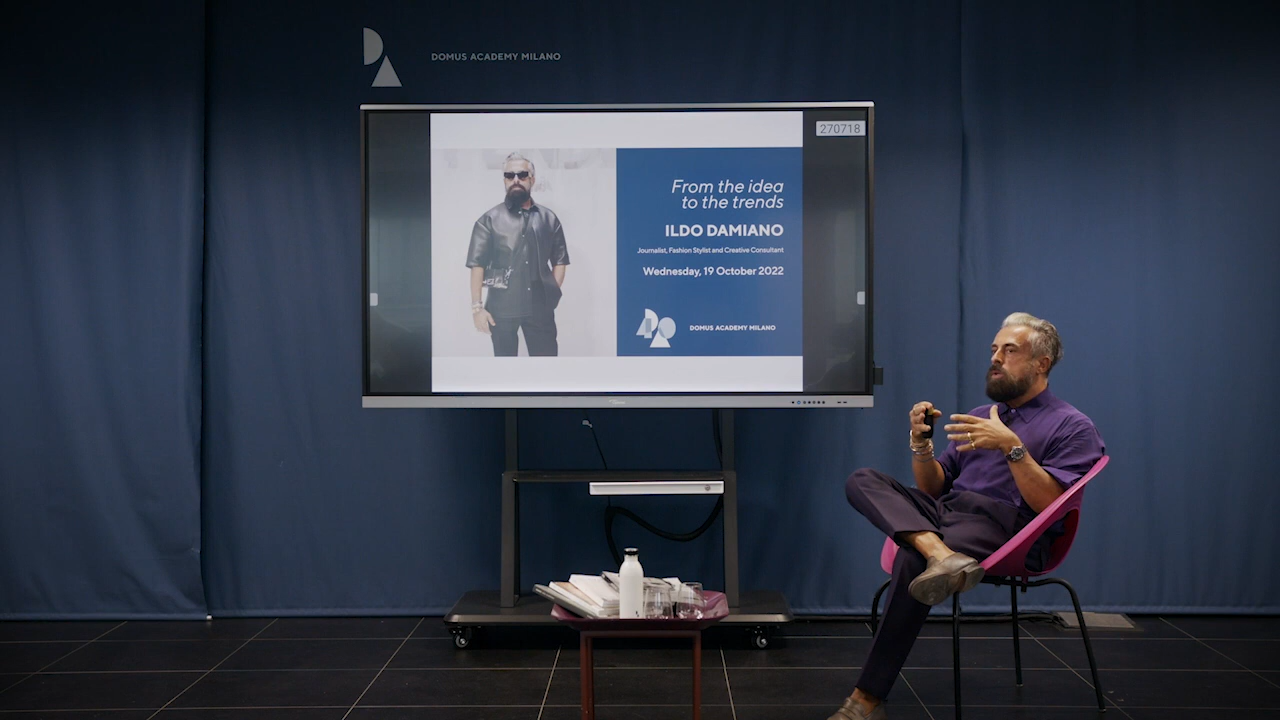 DOMUS ACADEMY MILANO
270718
From the idea
to the trends
ILDO DAMIANO
Journalist, Fashion Stylist and Creative Consultant
Wednesday, 19 October 2022
DOMUS ACADEMY MILANO